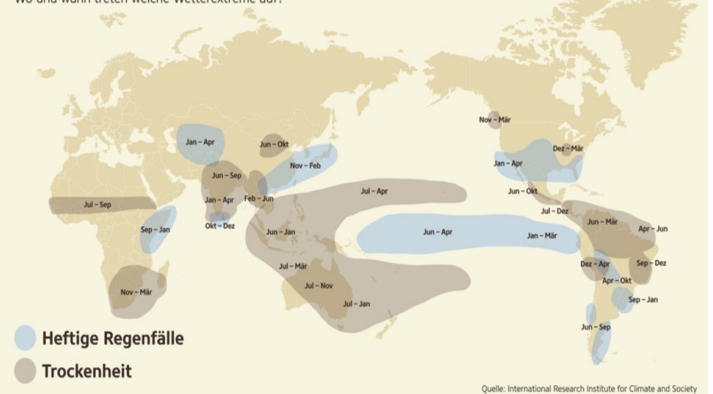 Wo und wann treten welche Wetterextreme auf?
Nov – Mär
Jan – Apr
Jun – Okt
Dez – Mär
Nov – Feb
Jan – Apr
Jun – Sep
Jul – Apr
Jun – Okt
Jan – Apr
Feb – Jun
Jul – Sep
Jul – Dez
Okt – Dez
Jun – Mär
Sep – Jan
Jun – Jan
Jun – Apr
Jan – Mär
Apr – Jun
Jul – Mär
Dez – Apr
Sep – Dez
Apr – Okt
Nov – Mär
Jul – Nov
Jul – Jan
Sep – Jan
Jun – Sep
Heftige Regenfälle
Trockenheit
Quelle: International Research Institute for Climate and Society